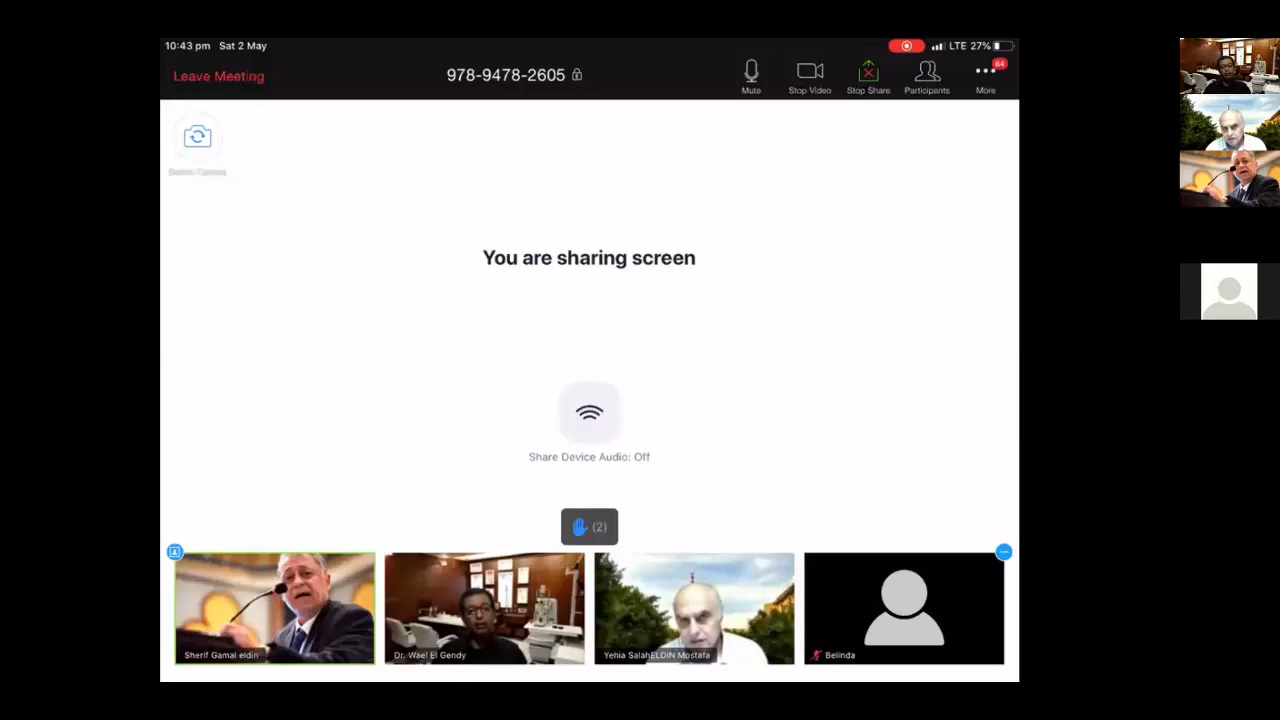 10:43 pm Sat 2 May
LTE 27%
Leave Meeting
978-9478-2605
Mute
Stop Video
Stop Share
Participants
More
64
Switch Camera
You are sharing screen
Share Device Audio: Off
(2)
Sherif Gamal eldin
Dr. Wael El Gendy
Yehia SalahELDIN Mostafa
Belinda